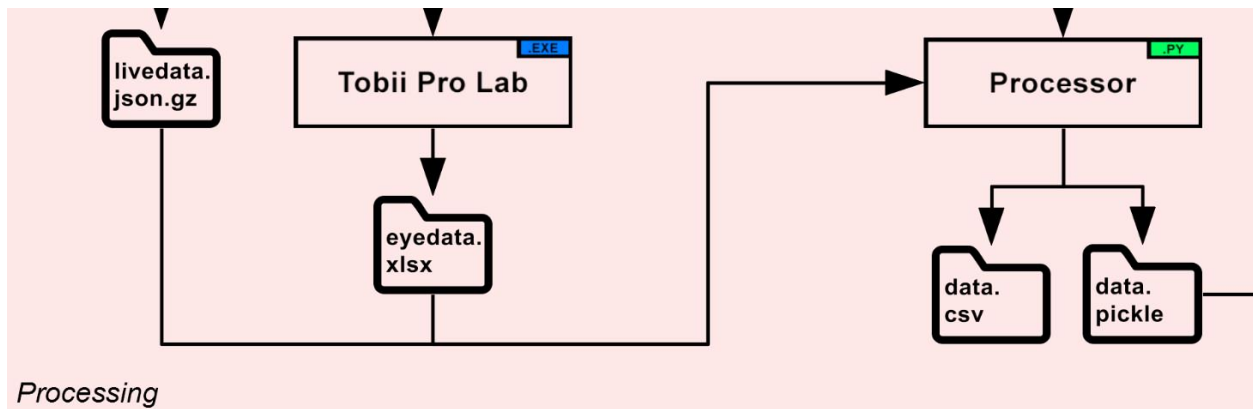 livedata.
json.gz
.EXE
Tobii Pro Lab
eyedata.
xlsx
.PY
Processor
data.
csv
data.
pickle
Processing